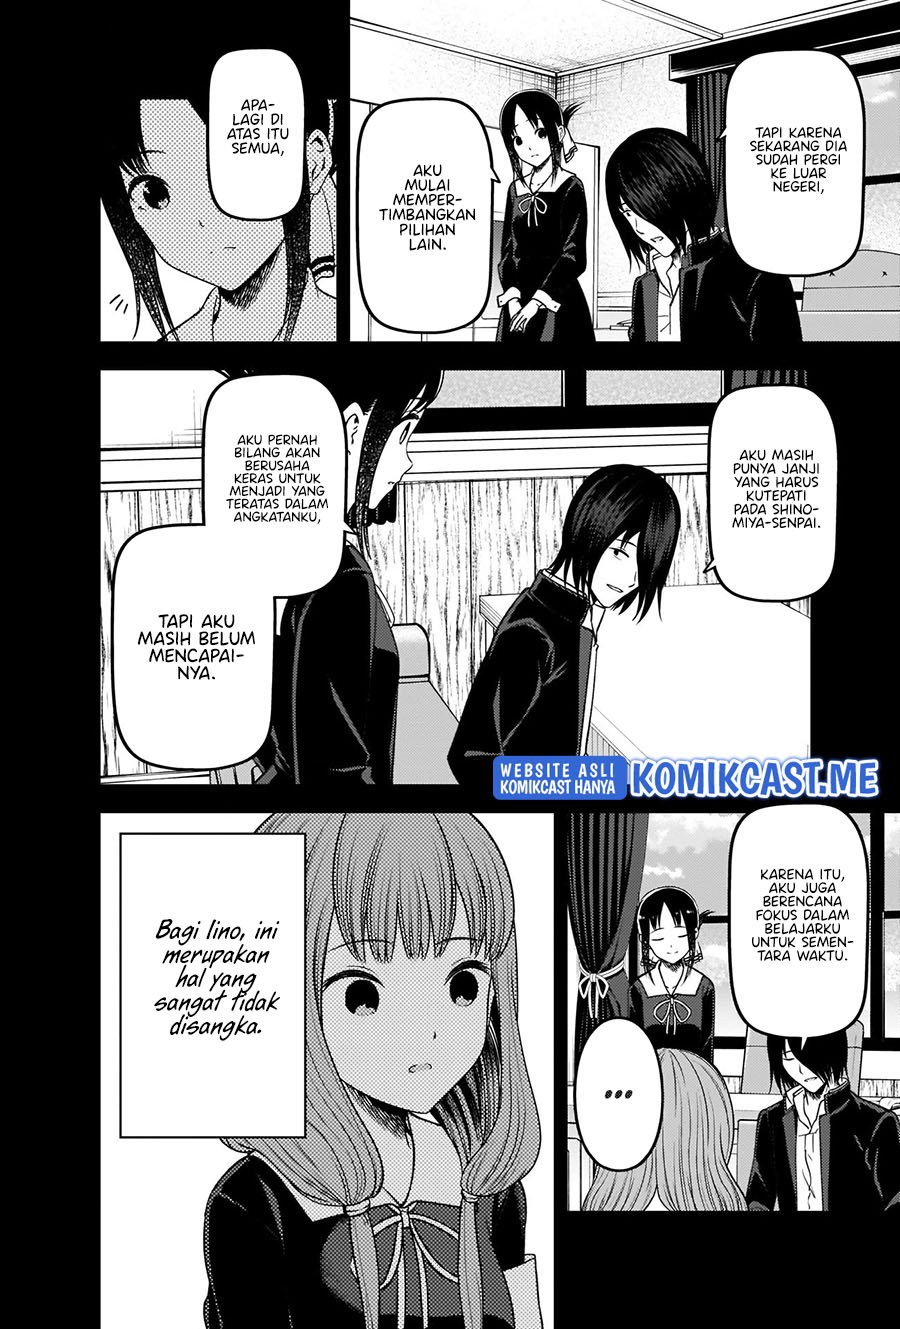 TAPI KARENA
SEKARANG DIA
SUDAH PERGI
KE LUAR
NEGERI,
AKU
MULAI
MEMPER-
TIMBANGKAN
PILIHAN
LAIN.
APA-
LAGI DI
ATAS ITU
SEMUA,
AKU MASIH
PUNYA JANJI
YANG HARUS
KUTEPATI
PADA SHINO-
MIYA-SENPAI.
AKU PERNAH
BILANG AKAN
BERUSAHA
KERAS UNTUK
MENJADI YANG
TERATAS DALAM
ANGKATANKU,
TAPI AKU
MASIH BELUM
MENCAPAI-
NYA.
WEBSITE ASLI
KOMIKCAST HANYA
KOMIKCAST.ME
KARENA ITU,
AKU JUGA
BERENCANA
FOKUS DALAM
BELAJARKU
UNTUK SEMEN-
TARA WAKTU.
...
Bagi Iino, ini
merupakan
hal yang
sangat tidak
disangka.